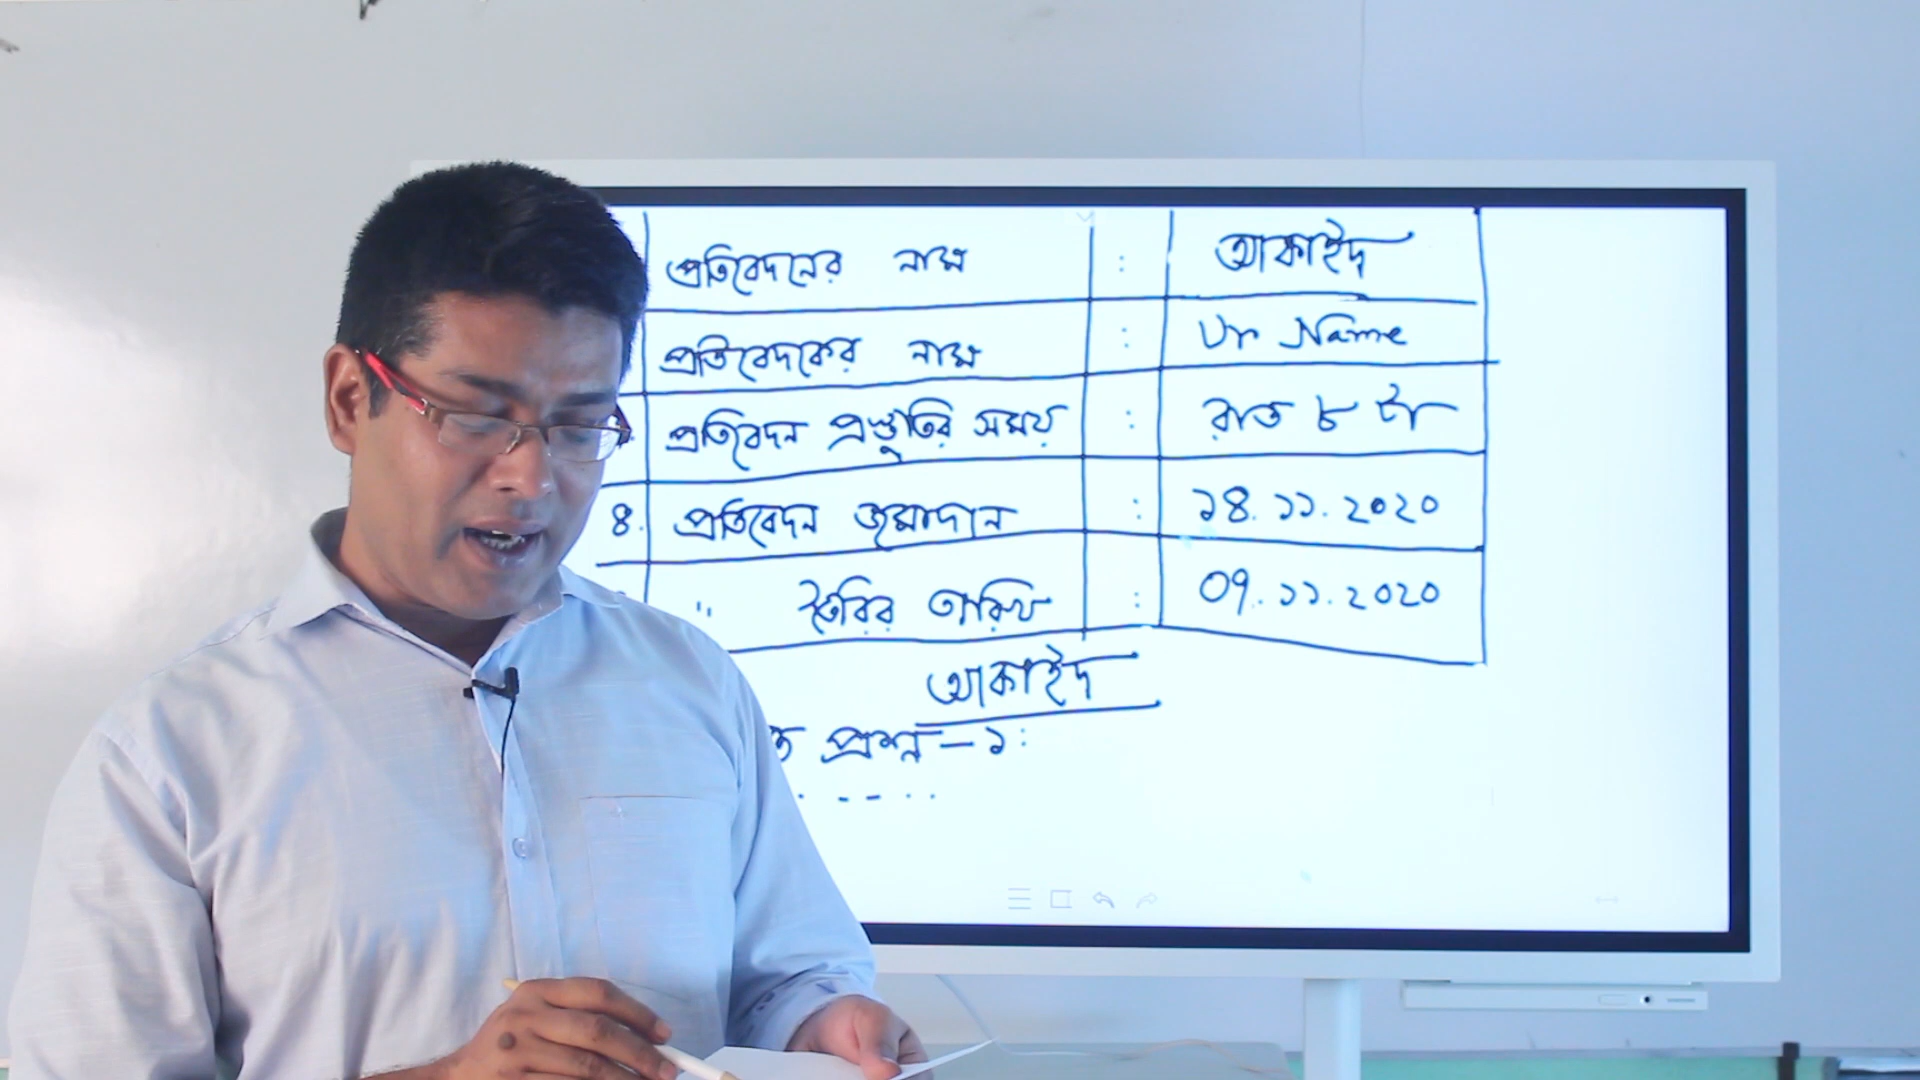 প্রতিবেদনের নাম : আকাইদ
প্রতিবেদকের নাম : Ur Name
প্রতিবেদন প্রস্তুতির সময় : রাত ৮ টা
৪. প্রতিবেদন জমাদান : ১৪.১১.২০২০
" তৈরির তারিখ : ০৭.১১.২০২০
আকাইদ
প্রশ্ন-১: